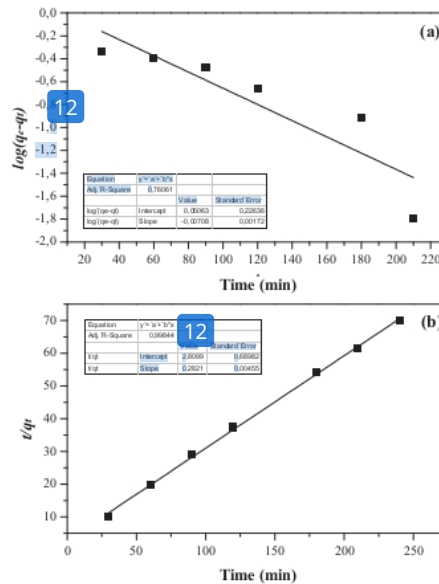 0,0
(a)
-0,2
-0,4
-0,6
-0,8
12
-1,0
-1,2
-1,4
-1,6
-1,8
-2,0
log(qe-qt)
Equation y = a + b*x
Adj. R-Square 0,76061
Value Standard Error
log(qe-qt) Intercept 0,05063 0,22636
log(qe-qt) Slope -0,00708 0,00172
20 40 60 80 100 120 140 160 180 200 220
Time (min)
70
(b)
60
50
40
30
20
10
t/qt
Equation y = a + b*x
12
Adj. R-Square 0,99844
Value Standard Error
t/qt Intercept 2,8099 0,68982
t/qt Slope 0,2821 0,00455
0 50 100 150 200 250
Time (min)